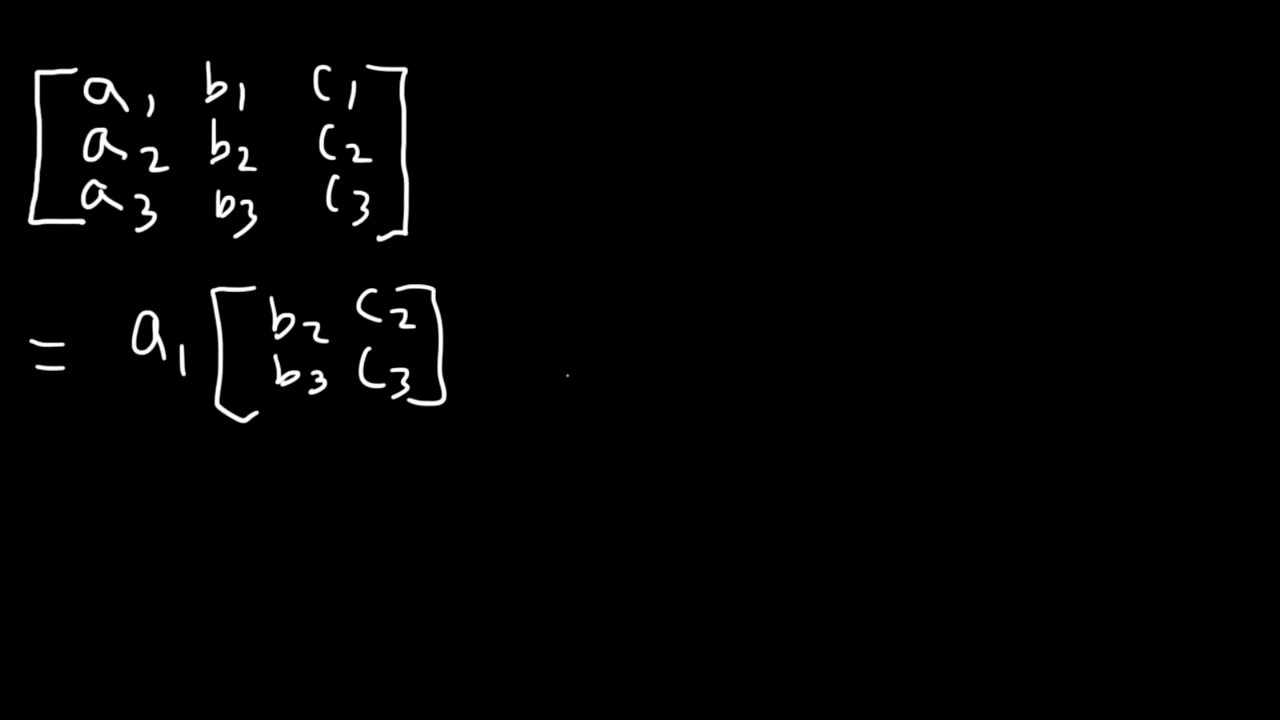 [a₁ b₁ c₁
a₂ b₂ c₂
a₃ b₃ c₃]
= a₁ [b₂ c₂
b₃ c₃]